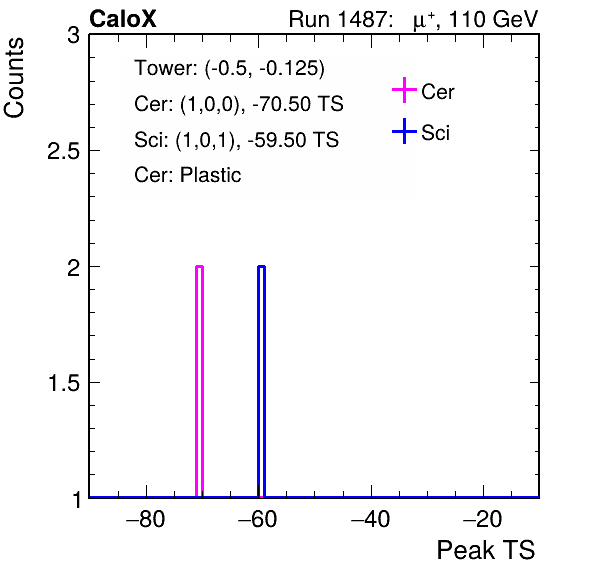 CaloX Run 1487: μ⁺, 110 GeV
Counts
3
2.5
2
1.5
1
Tower: (-0.5, -0.125)
Cer: (1,0,0), -70.50 TS
Sci: (1,0,1), -59.50 TS
Cer: Plastic
Cer
Sci
−80 −60 −40 −20
Peak TS